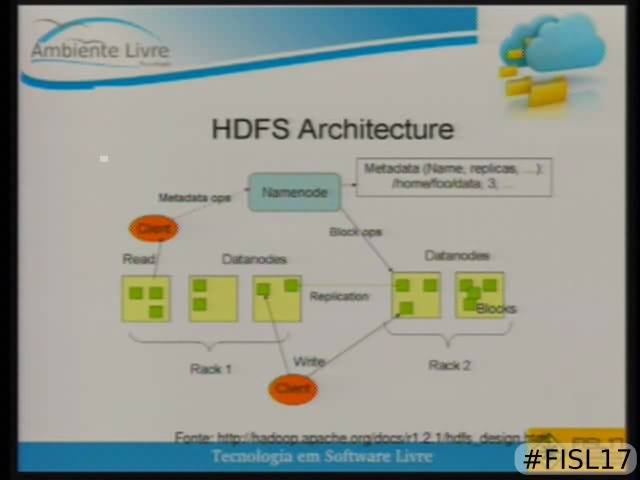 Ambiente Livre
Tecnologia
HDFS Architecture
Metadata (Name, replicas, ...):
/home/foo/data, 3, ...
Namenode
Metadata ops
Client
Block ops
Read
Datanodes
Datanodes
Replication
Blocks
Rack 1
Write
Rack 2
Client
Fonte: http://hadoop.apache.org/docs/r1.2.1/hdfs_design.html
Tecnologia em Software Livre
#FISL17